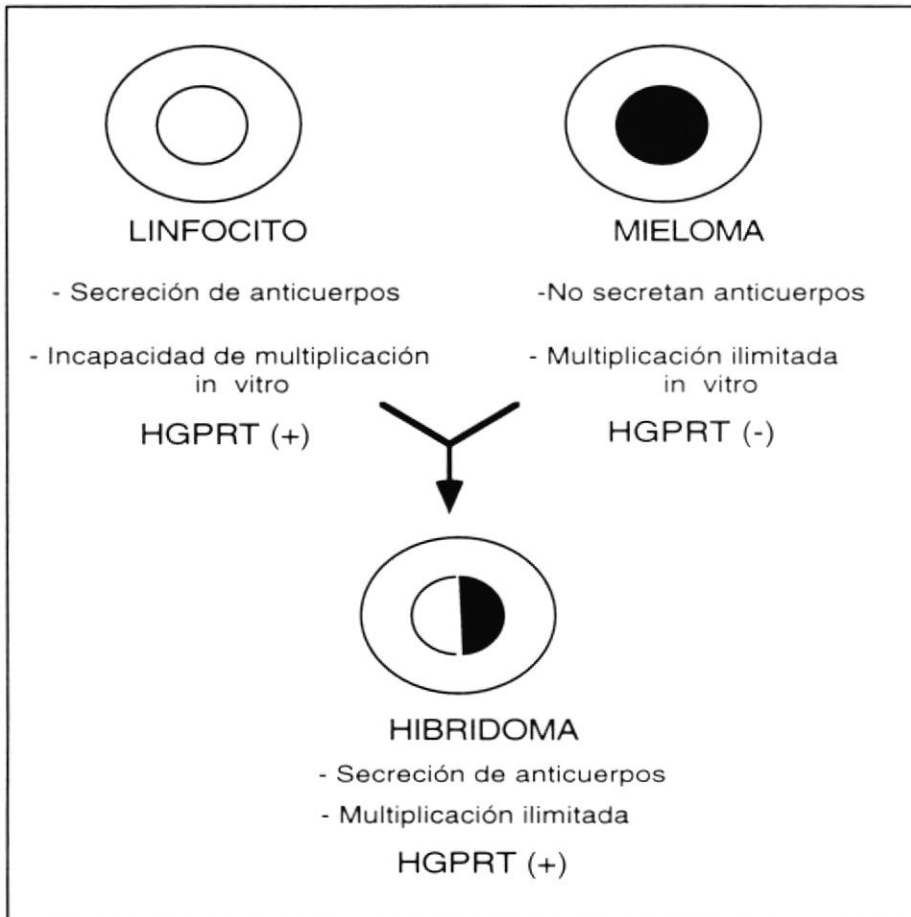 LINFOCITO
- Secreción de anticuerpos
- Incapacidad de multiplicación
in vitro
HGPRT (+)
MIELOMA
-No secretan anticuerpos
- Multiplicación ilimitada
in vitro
HGPRT (-)
HIBRIDOMA
- Secreción de anticuerpos
- Multiplicación ilimitada
HGPRT (+)